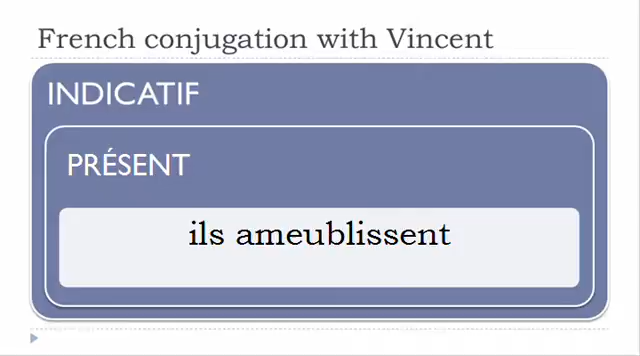 French conjugation with Vincent
INDICATIF
PRÉSENT
ils ameublissent